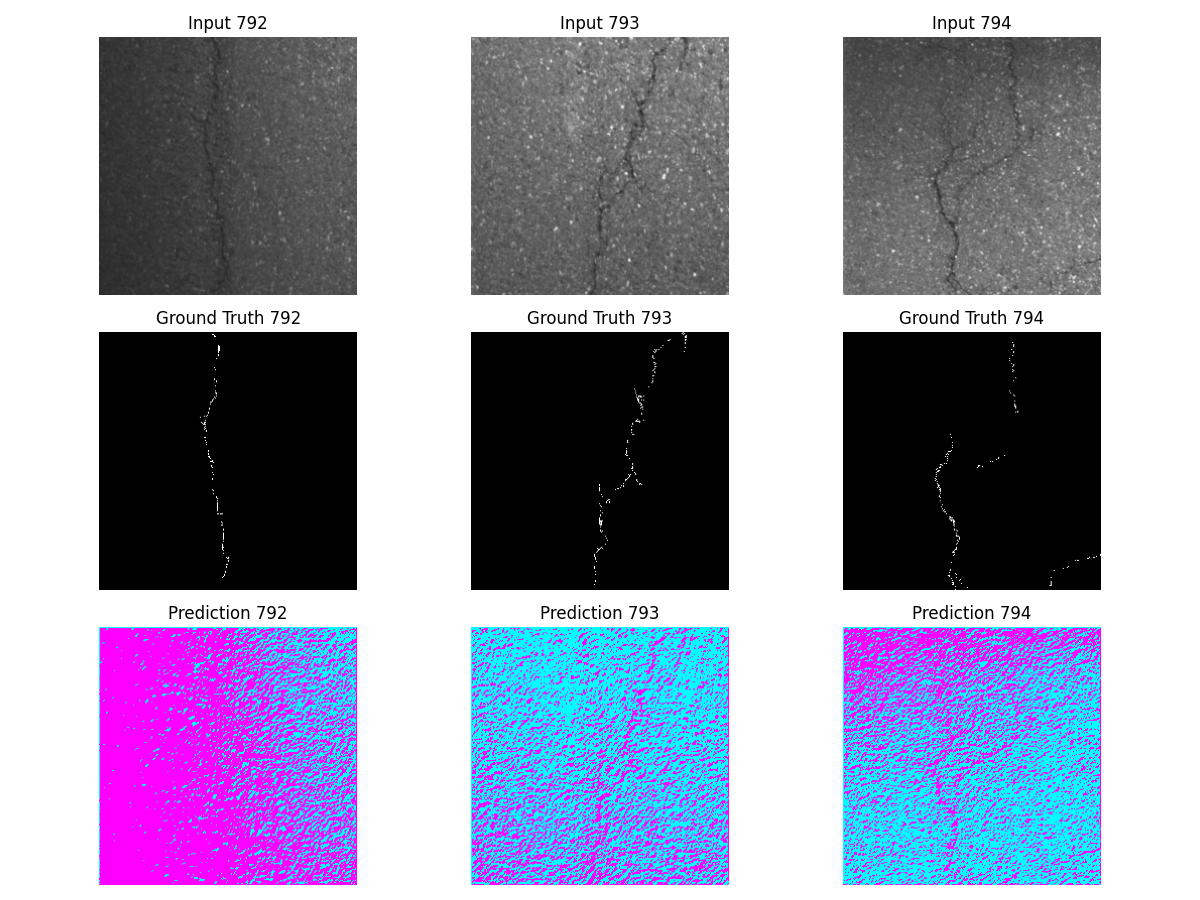 Input 792
Input 793
Input 794
Ground Truth 792
Ground Truth 793
Ground Truth 794
Prediction 792
Prediction 793
Prediction 794